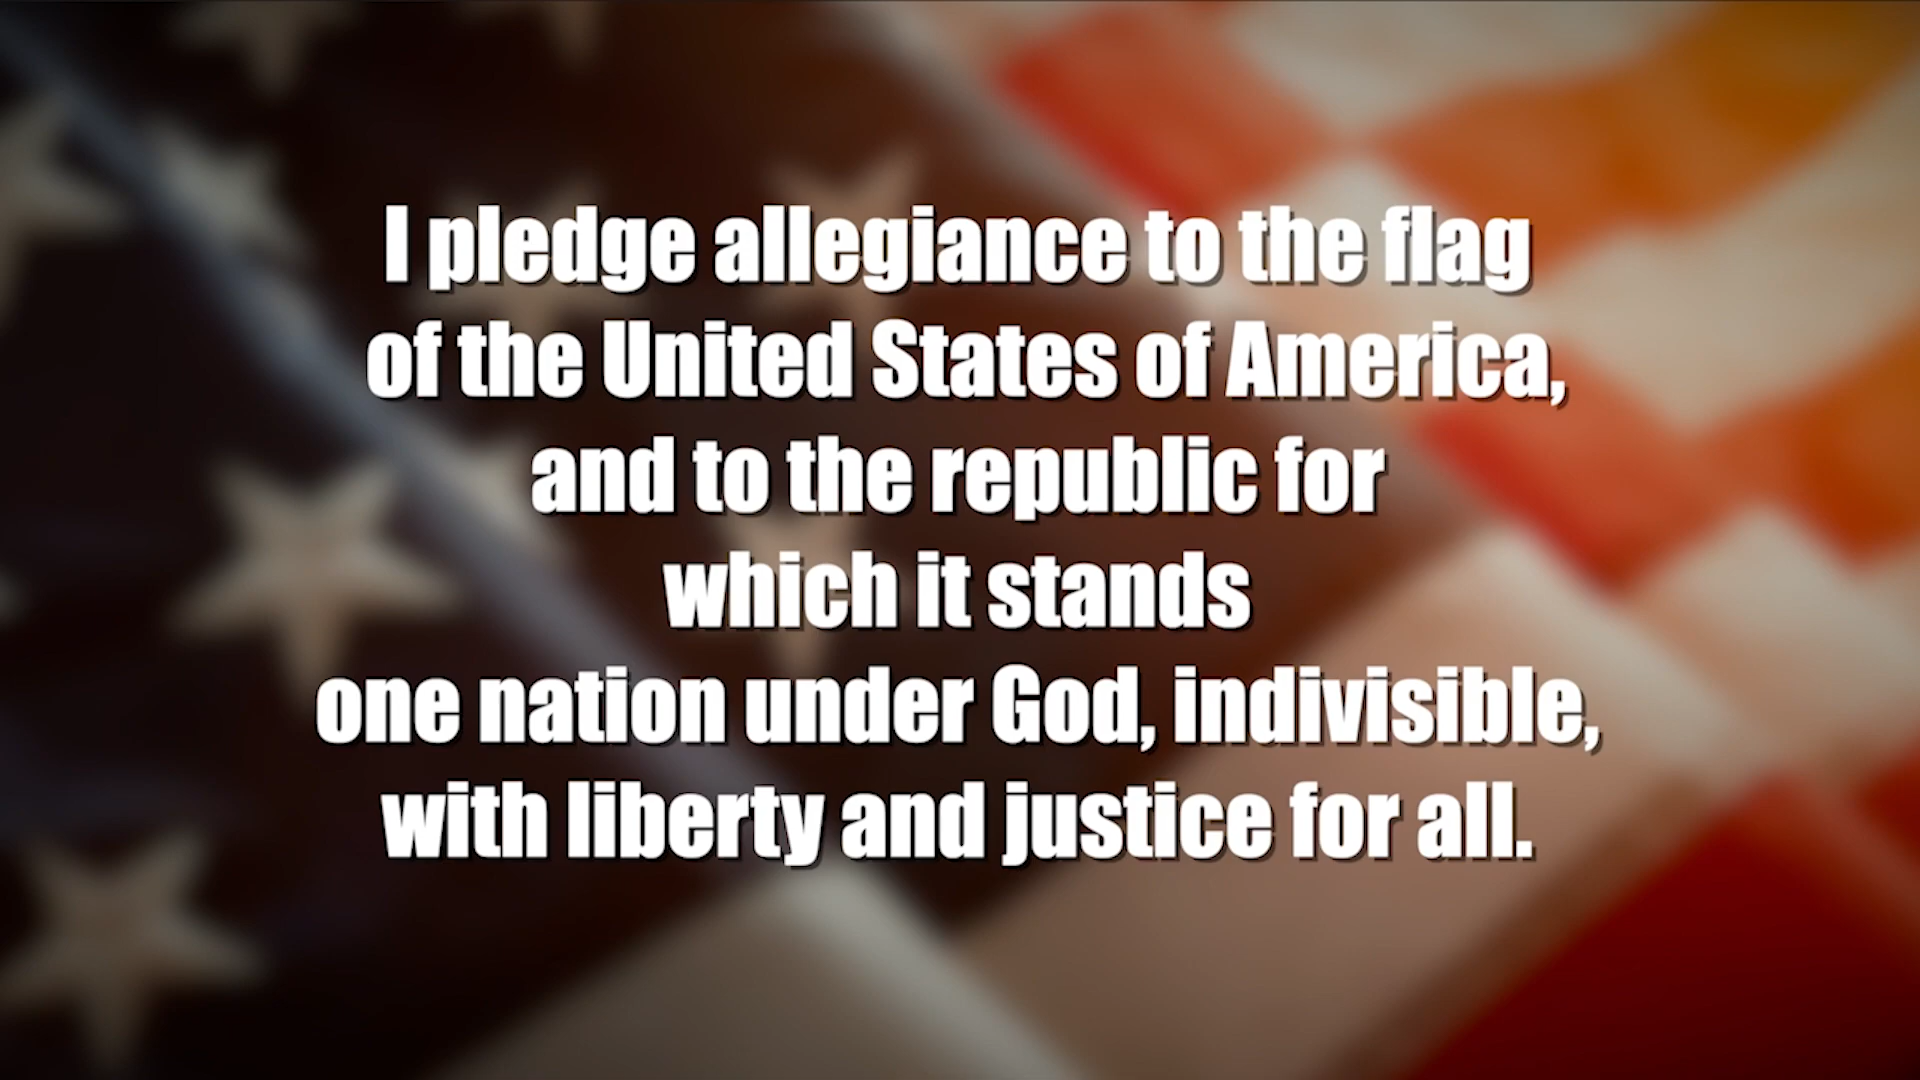 I pledge allegiance to the flag
of the United States of America,
and to the republic for
which it stands
one nation under God, indivisible,
with liberty and justice for all.